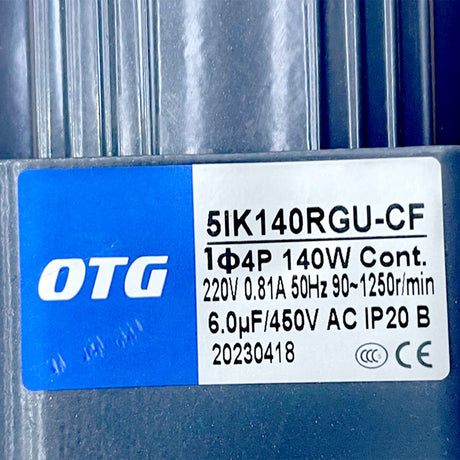 OTG
5IK140RGU-CF
1Φ4P 140W Cont.
220V 0.81A 50Hz 90~1250r/min
6.0μF/450V AC IP20 B
20230418
CCC
CE